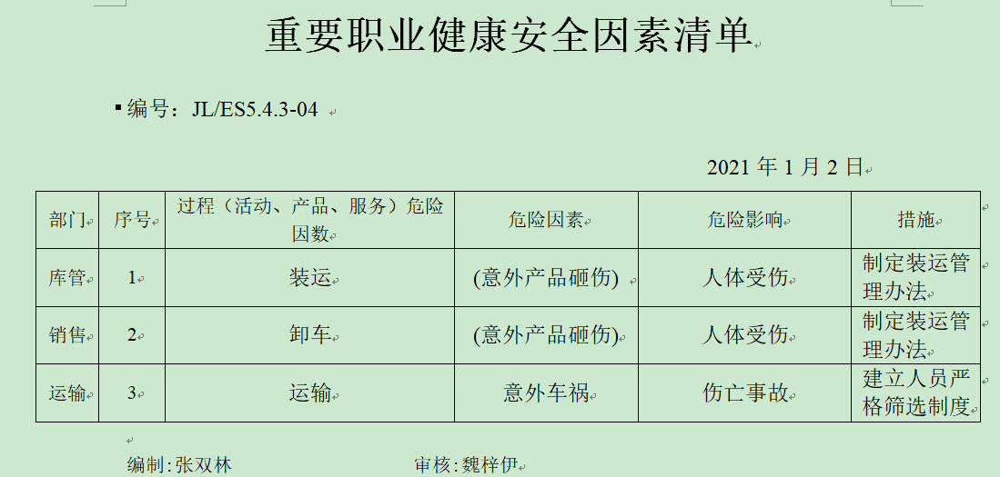 重要职业健康安全因素清单
编号：JL/ES5.4.3-04
2021 年 1 月 2 日
部门 序号 过程（活动、产品、服务）危险因数 危险因素 危险影响 措施
库管 1 装运 (意外产品砸伤) 人体受伤 制定装运管理办法
销售 2 卸车 (意外产品砸伤) 人体受伤 制定装运管理办法
运输 3 运输 意外车祸 伤亡事故 建立人员严格筛选制度
编制:张双林 审核:魏梓伊